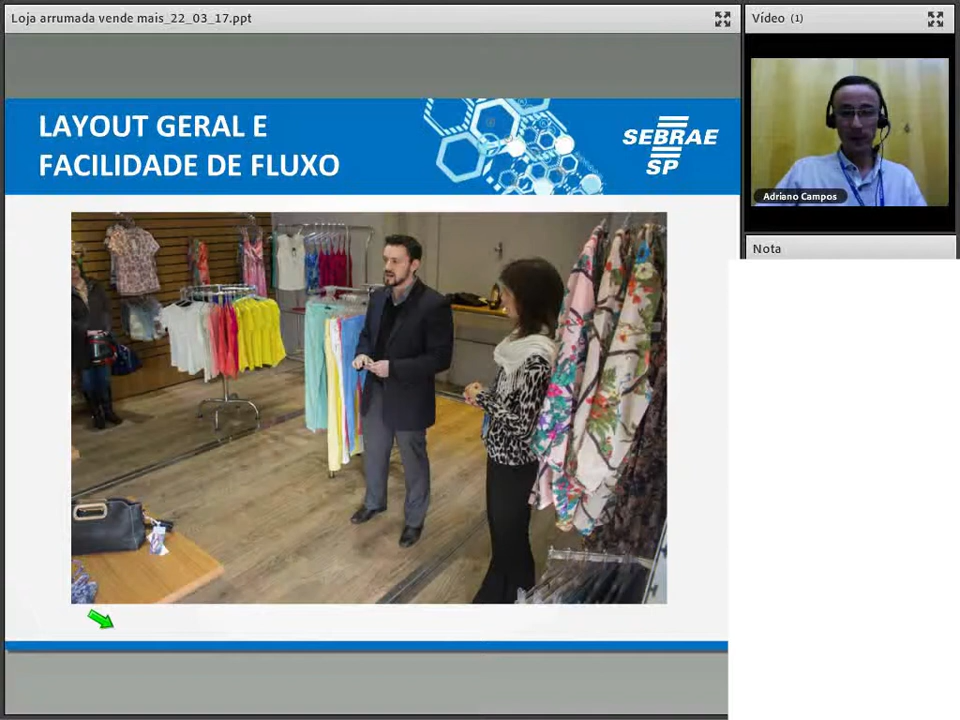 Loja arrumada vende mais_22_03_17.ppt
Vídeo (1)
LAYOUT GERAL E
FACILIDADE DE FLUXO
SEBRAE
SP
Adriano Campos
Nota